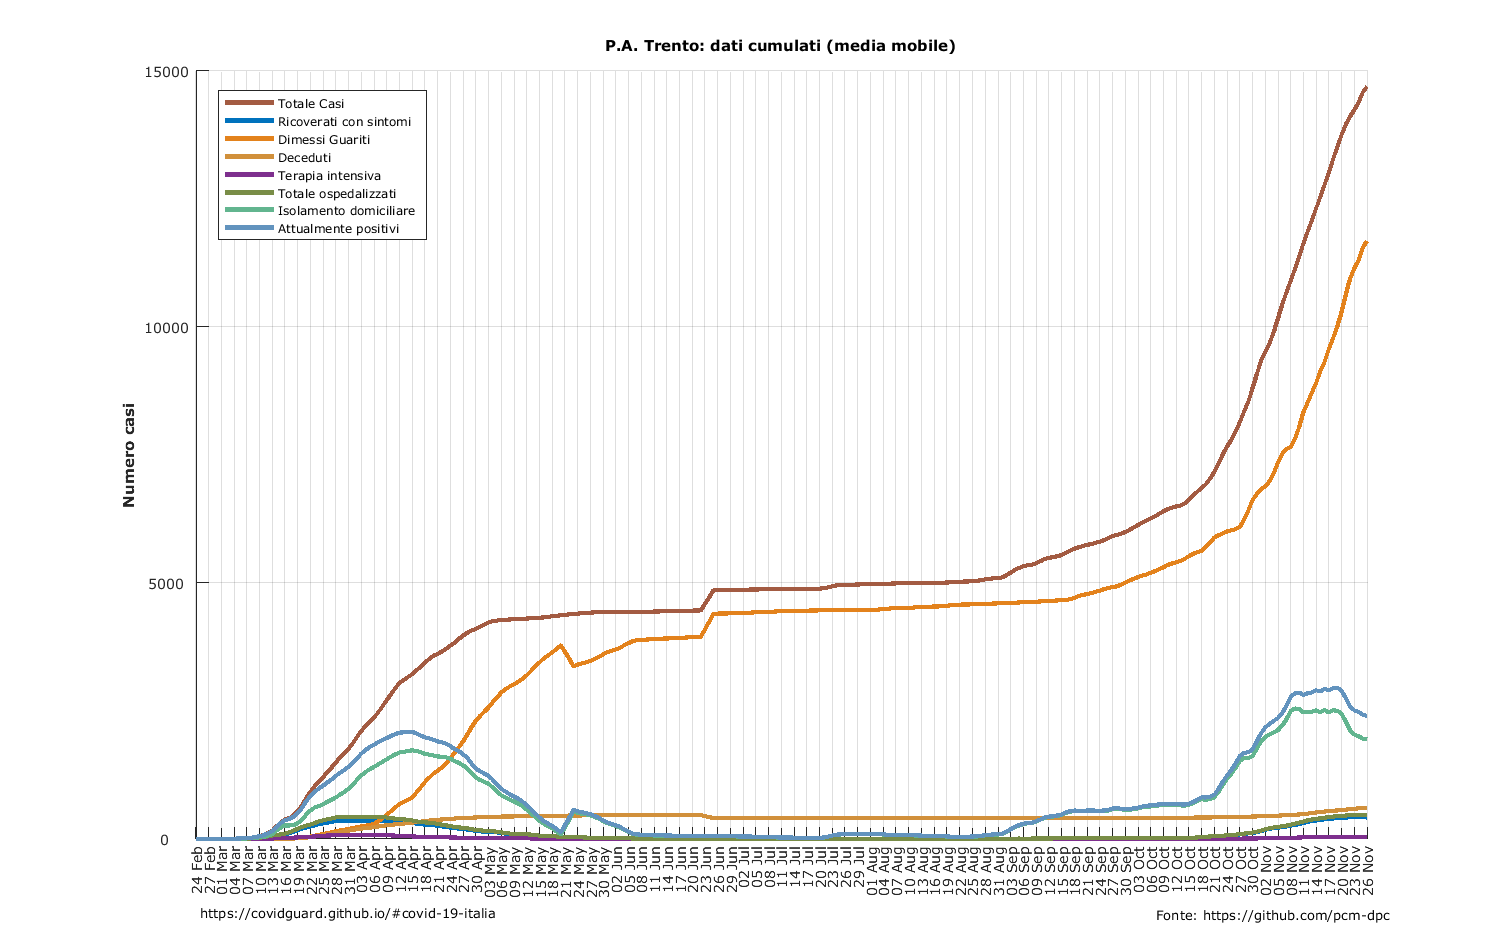 P.A. Trento: dati cumulati (media mobile)
15000
10000
5000
0
Numero casi
Totale Casi
Ricoverati con sintomi
Dimessi Guariti
Deceduti
Terapia intensiva
Totale ospedalizzati
Isolamento domiciliare
Attualmente positivi
24 Feb
27 Feb
01 Mar
04 Mar
07 Mar
10 Mar
13 Mar
16 Mar
19 Mar
22 Mar
25 Mar
28 Mar
31 Mar
03 Apr
06 Apr
09 Apr
12 Apr
15 Apr
18 Apr
21 Apr
24 Apr
27 Apr
30 Apr
03 May
06 May
09 May
12 May
15 May
18 May
21 May
24 May
27 May
30 May
02 Jun
05 Jun
08 Jun
11 Jun
14 Jun
17 Jun
20 Jun
23 Jun
26 Jun
29 Jun
02 Jul
05 Jul
08 Jul
11 Jul
14 Jul
17 Jul
20 Jul
23 Jul
26 Jul
29 Jul
01 Aug
04 Aug
07 Aug
10 Aug
13 Aug
16 Aug
19 Aug
22 Aug
25 Aug
28 Aug
31 Aug
03 Sep
06 Sep
09 Sep
12 Sep
15 Sep
18 Sep
21 Sep
24 Sep
27 Sep
30 Sep
03 Oct
06 Oct
09 Oct
12 Oct
15 Oct
18 Oct
21 Oct
24 Oct
27 Oct
30 Oct
02 Nov
05 Nov
08 Nov
11 Nov
14 Nov
17 Nov
20 Nov
23 Nov
26 Nov
https://covidguard.github.io/#covid-19-italia
Fonte: https://github.com/pcm-dpc